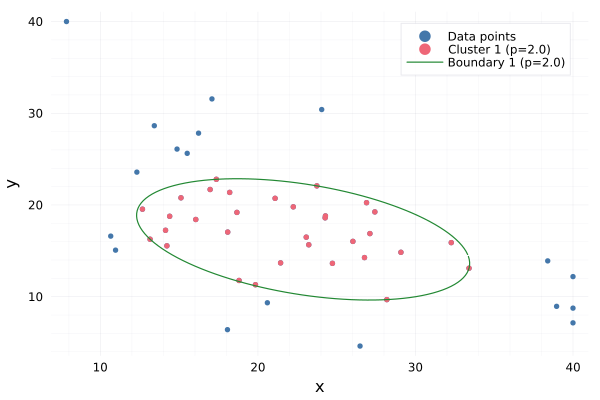 40
30
20
10
y
Data points
Cluster 1 (p=2.0)
Boundary 1 (p=2.0)
10 20 30 40
x